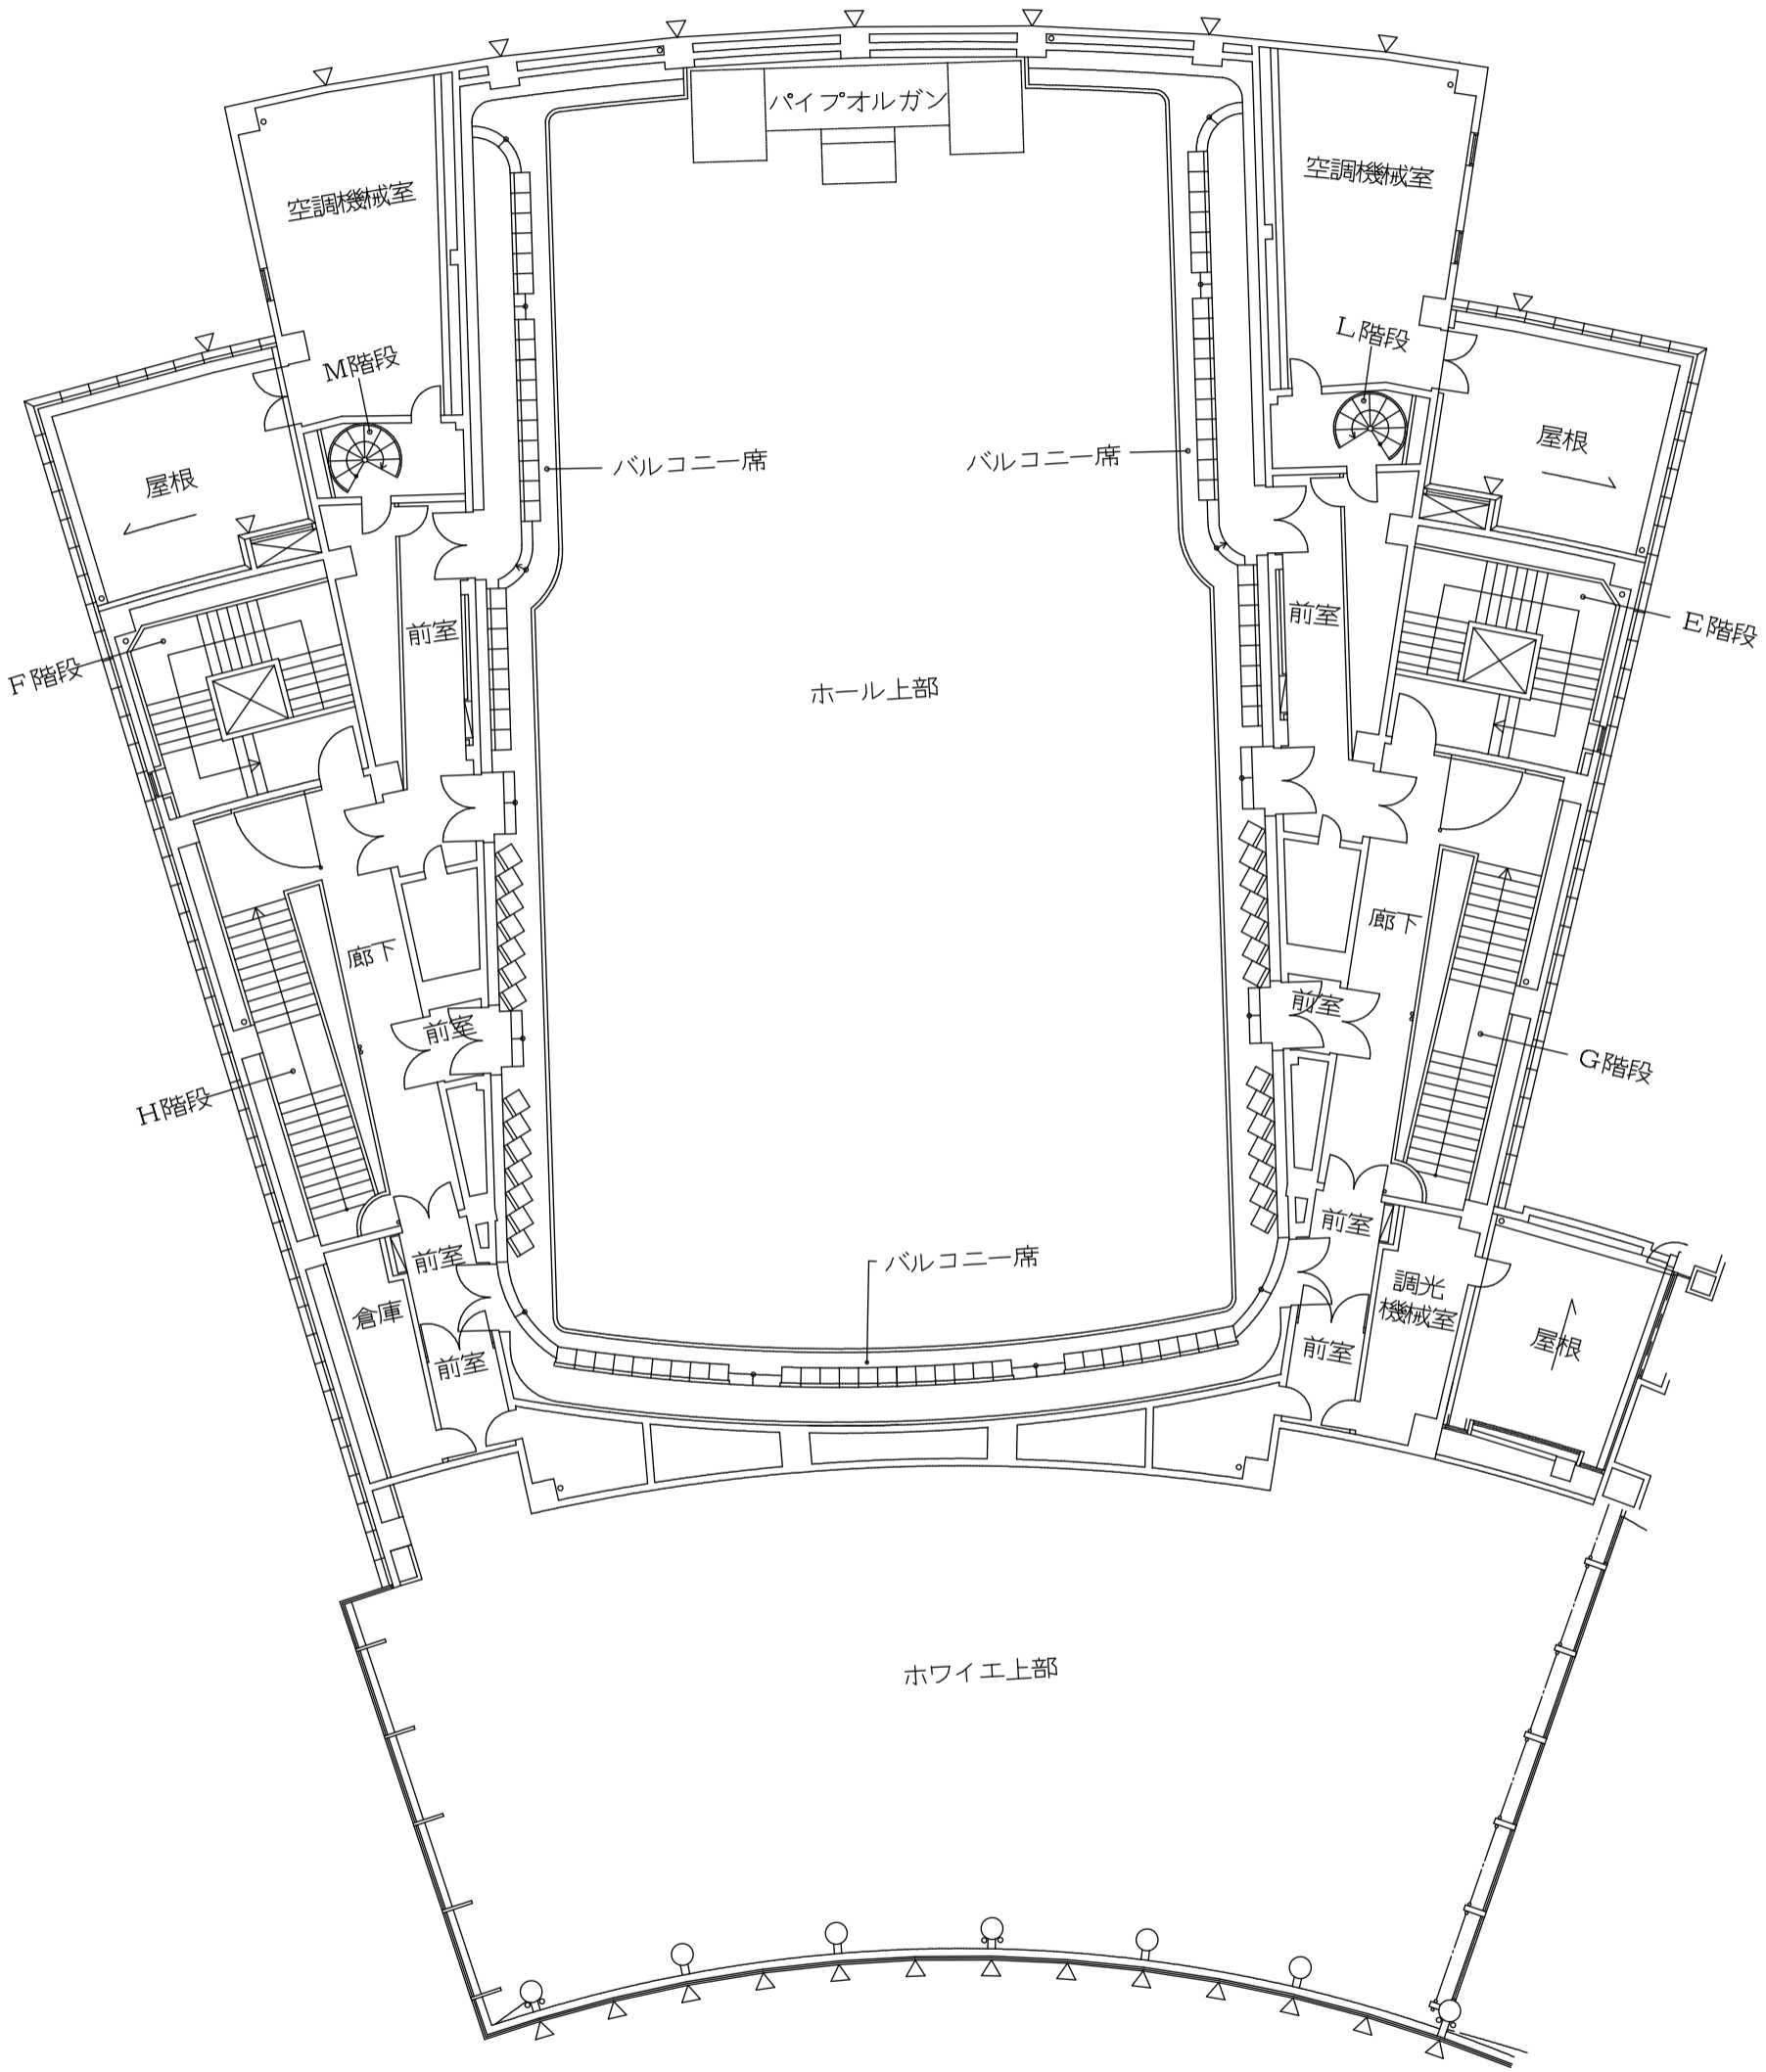 パイプオルガン
空調機械室
空調機械室
M階段
L階段
屋根
バルコニー席
バルコニー席
屋根
F階段
前室
ホール上部
前室
E階段
廊下
廊下
前室
前室
H階段
G階段
前室
バルコニー席
前室
倉庫
調光
機械室
前室
前室
屋根
ホワイエ上部